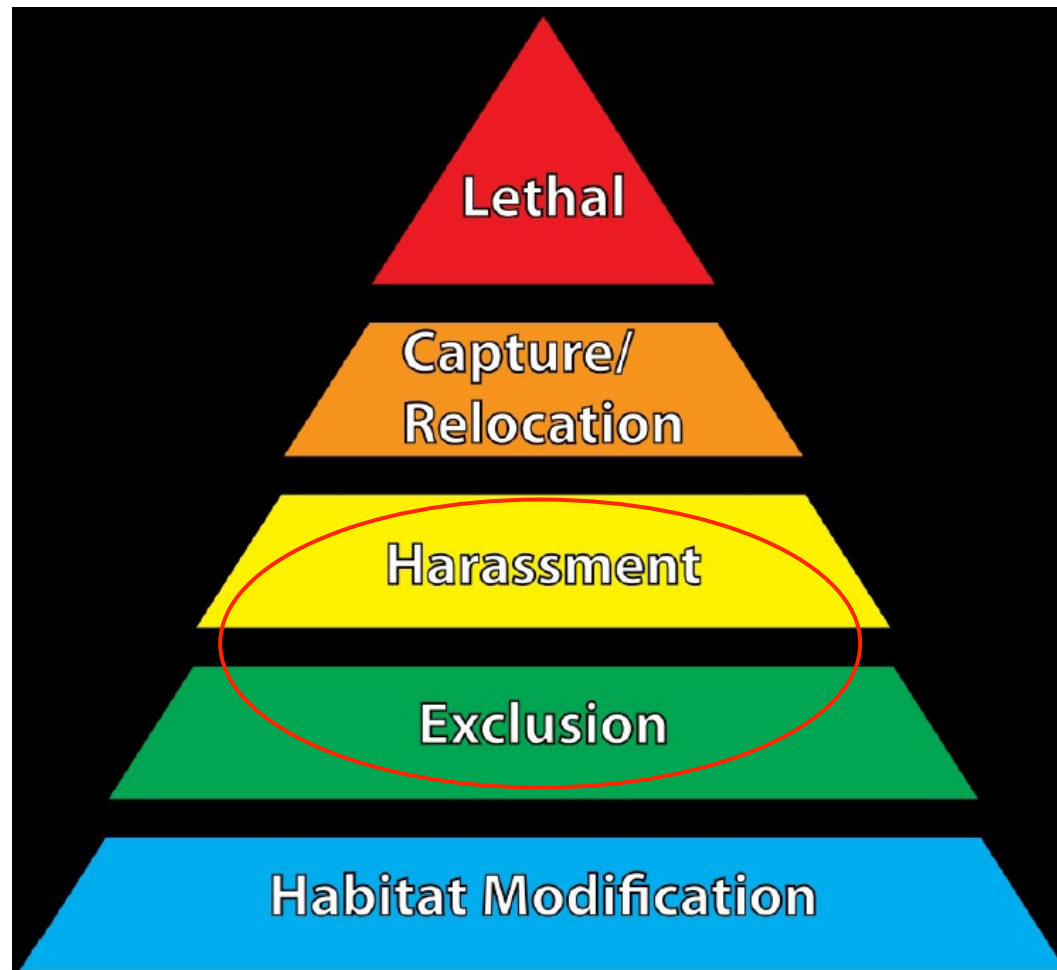 Lethal
Capture/
Relocation
Harassment
Exclusion
Habitat Modification